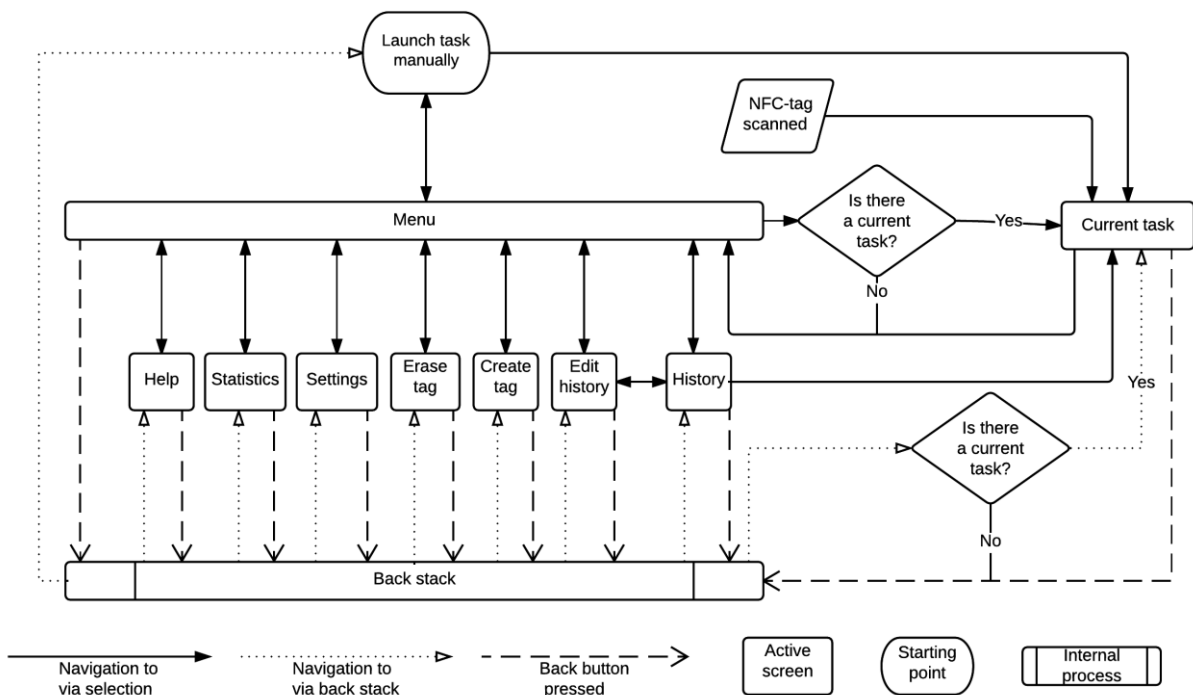 Launch task
manually
NFC-tag
scanned
Menu
Is there
a current
task?
Yes
Current task
No
Help
Statistics
Settings
Erase
tag
Create
tag
Edit
history
History
Yes
Is there
a current
task?
No
Back stack
Navigation to
via selection
Navigation to
via back stack
Back button
pressed
Active
screen
Starting
point
Internal
process